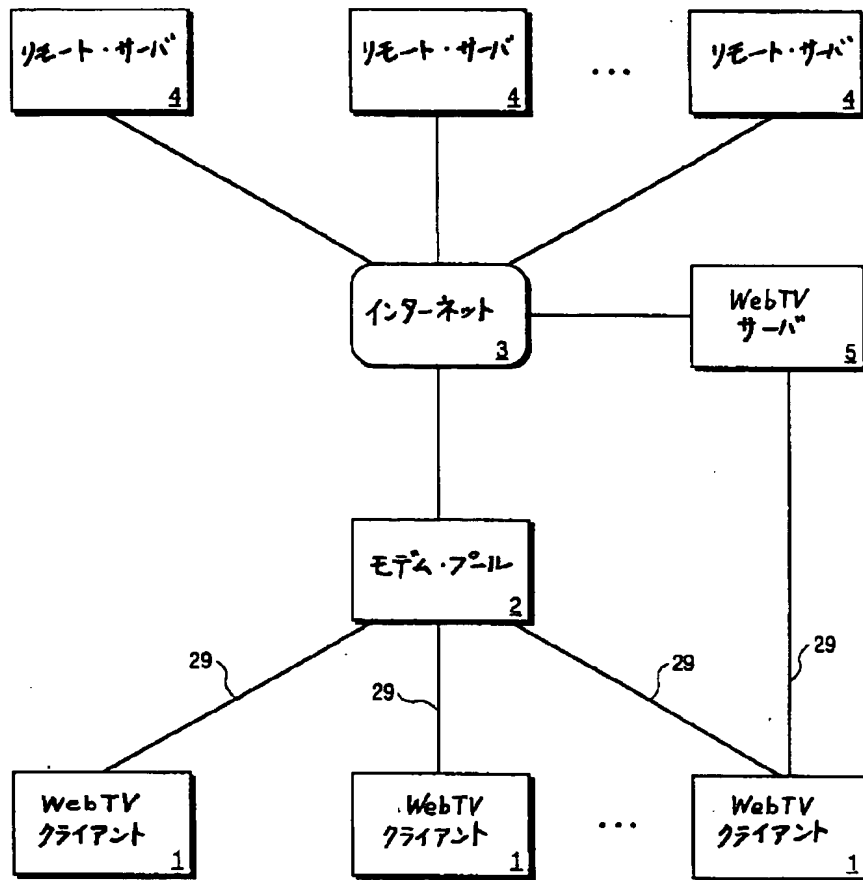 リモート・サーバ
4
リモート・サーバ
4
...
リモート・サーバ
4
インターネット
3
WebTV
サーバ
5
モデム・プール
2
29
29
29
29
WebTV
クライアント
1
WebTV
クライアント
1
...
WebTV
クライアント
1